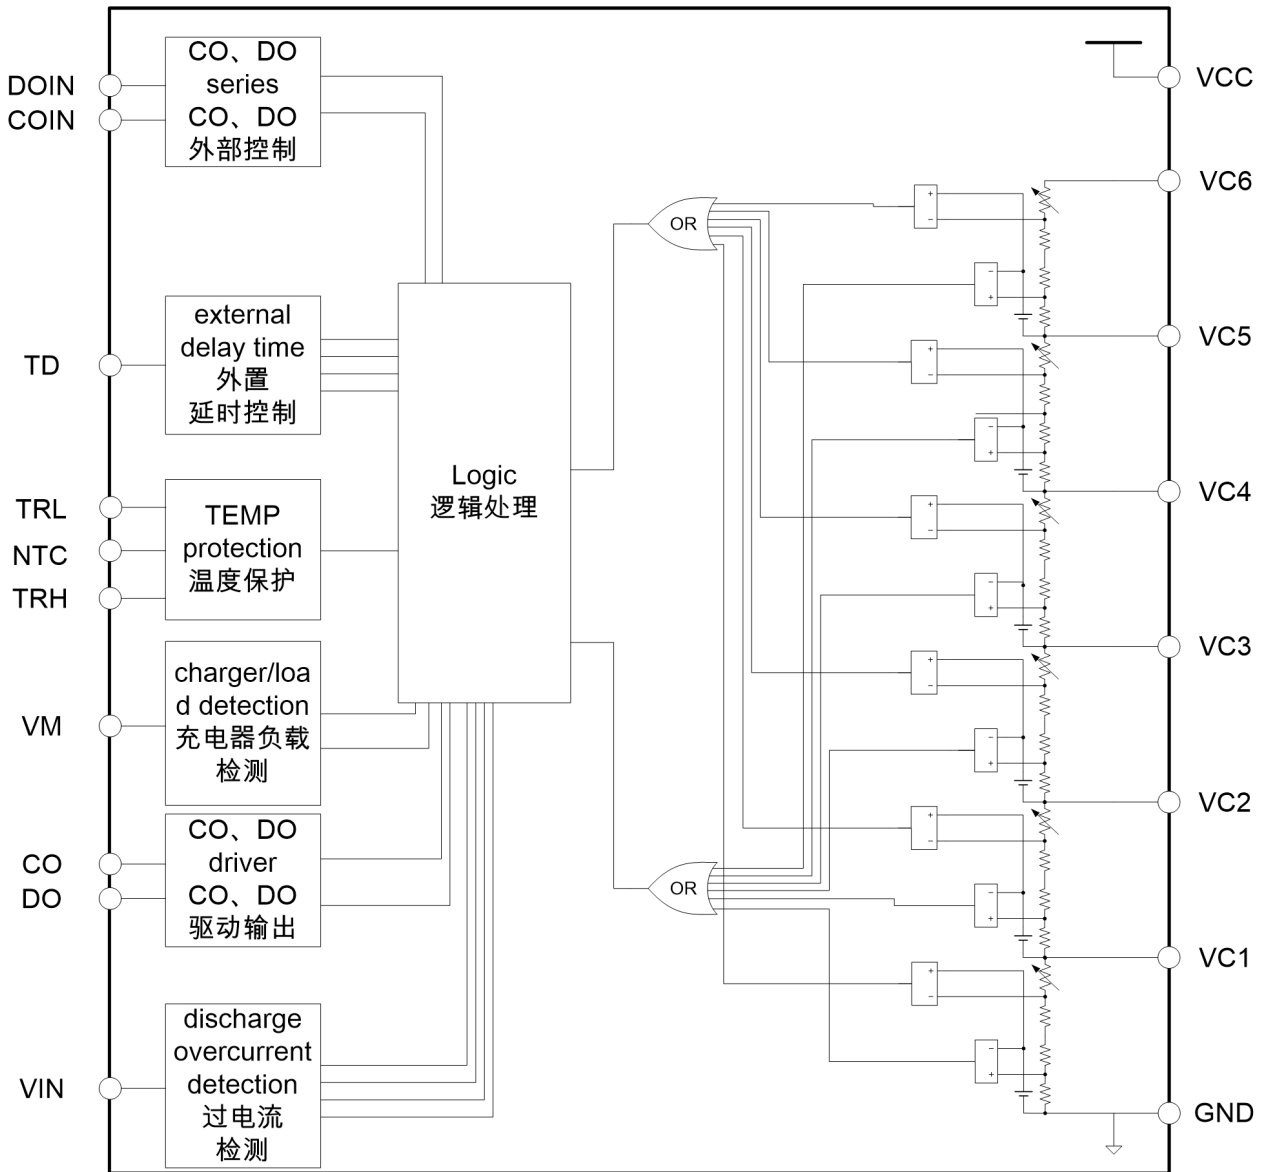 DOIN
COIN
CO、DO
series
CO、DO
外部控制
TD
external
delay time
外置
延时控制
TRL
NTC
TRH
TEMP
protection
温度保护
VM
charger/loa
d detection
充电器负载
检测
CO
DO
CO、DO
driver
CO、DO
驱动输出
VIN
discharge
overcurrent
detection
过电流
检测
Logic
逻辑处理
OR
OR
+
−
−
+
+
−
−
+
+
−
−
+
+
−
−
+
+
−
−
+
+
−
−
+
VCC
VC6
VC5
VC4
VC3
VC2
VC1
GND